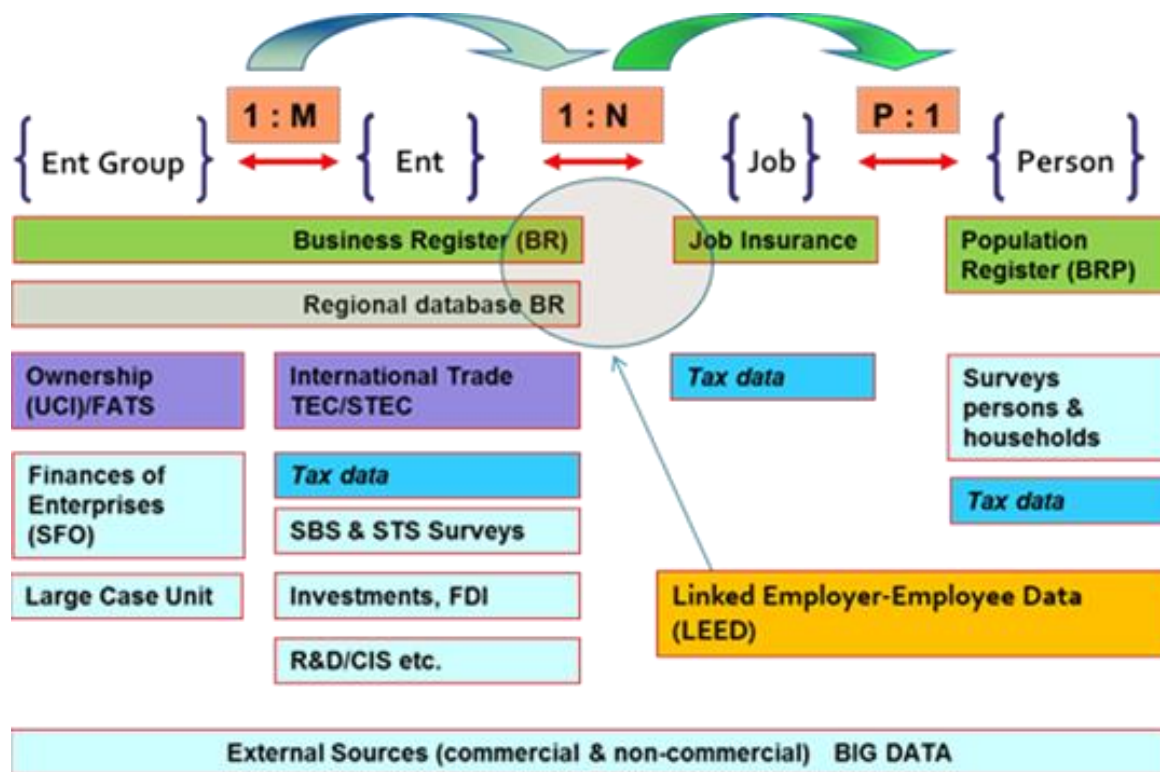 1 : M
1 : N
P : 1
Ent Group
Ent
Job
Person
Business Register (BR)
Job Insurance
Population
Register (BRP)
Regional database BR
Ownership
(UCI)/FATS
International Trade
TEC/STEC
Tax data
Surveys
persons &
households
Finances of
Enterprises
(SFO)
Tax data
Tax data
SBS & STS Surveys
Large Case Unit
Investments, FDI
Linked Employer-Employee Data
(LEED)
R&D/CIS etc.
External Sources (commercial & non-commercial) BIG DATA